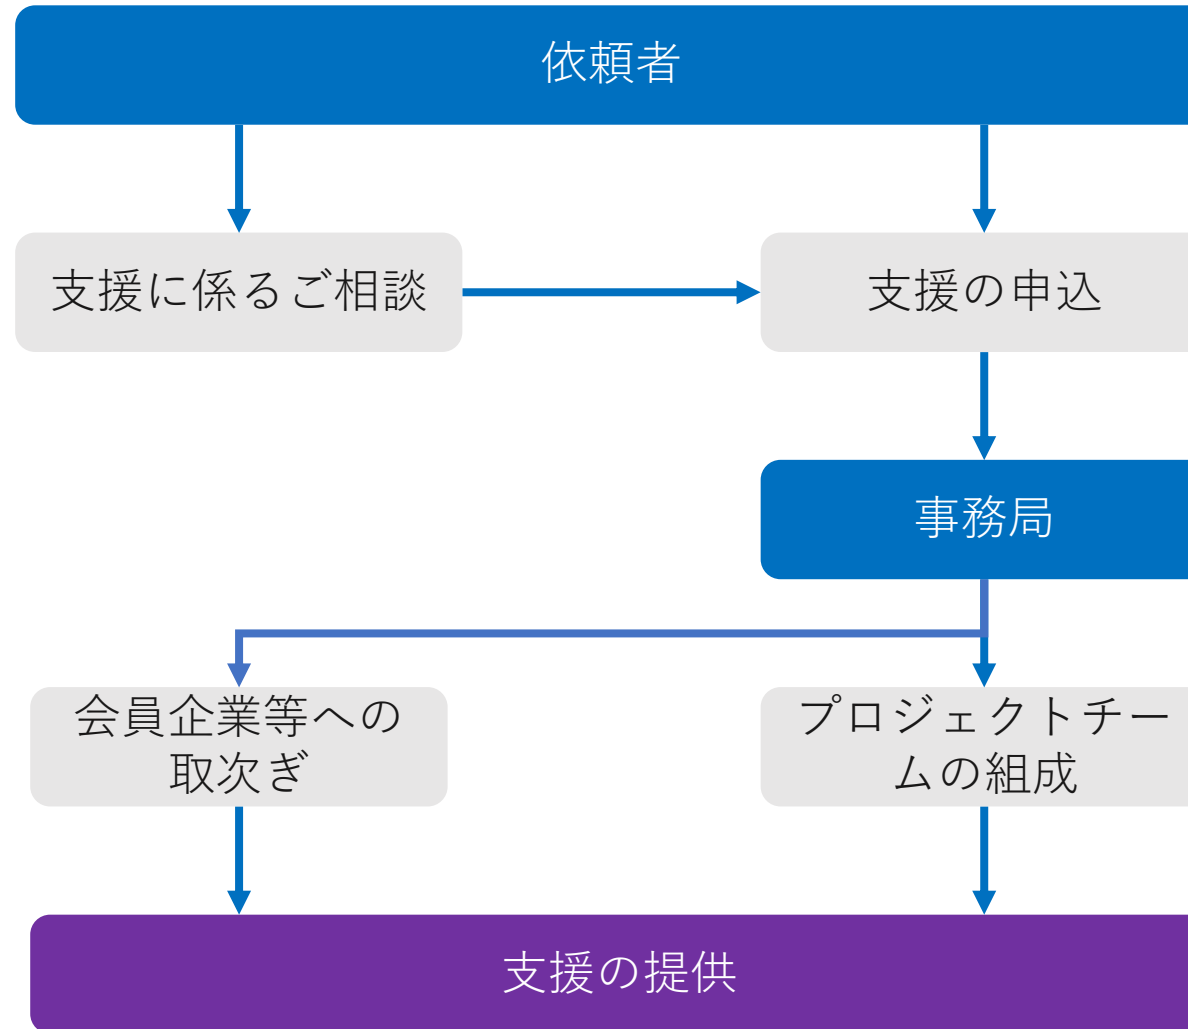 依頼者
支援に係るご相談
支援の申込
事務局
会員企業等への
取次ぎ
プロジェクトチー
ムの組成
支援の提供